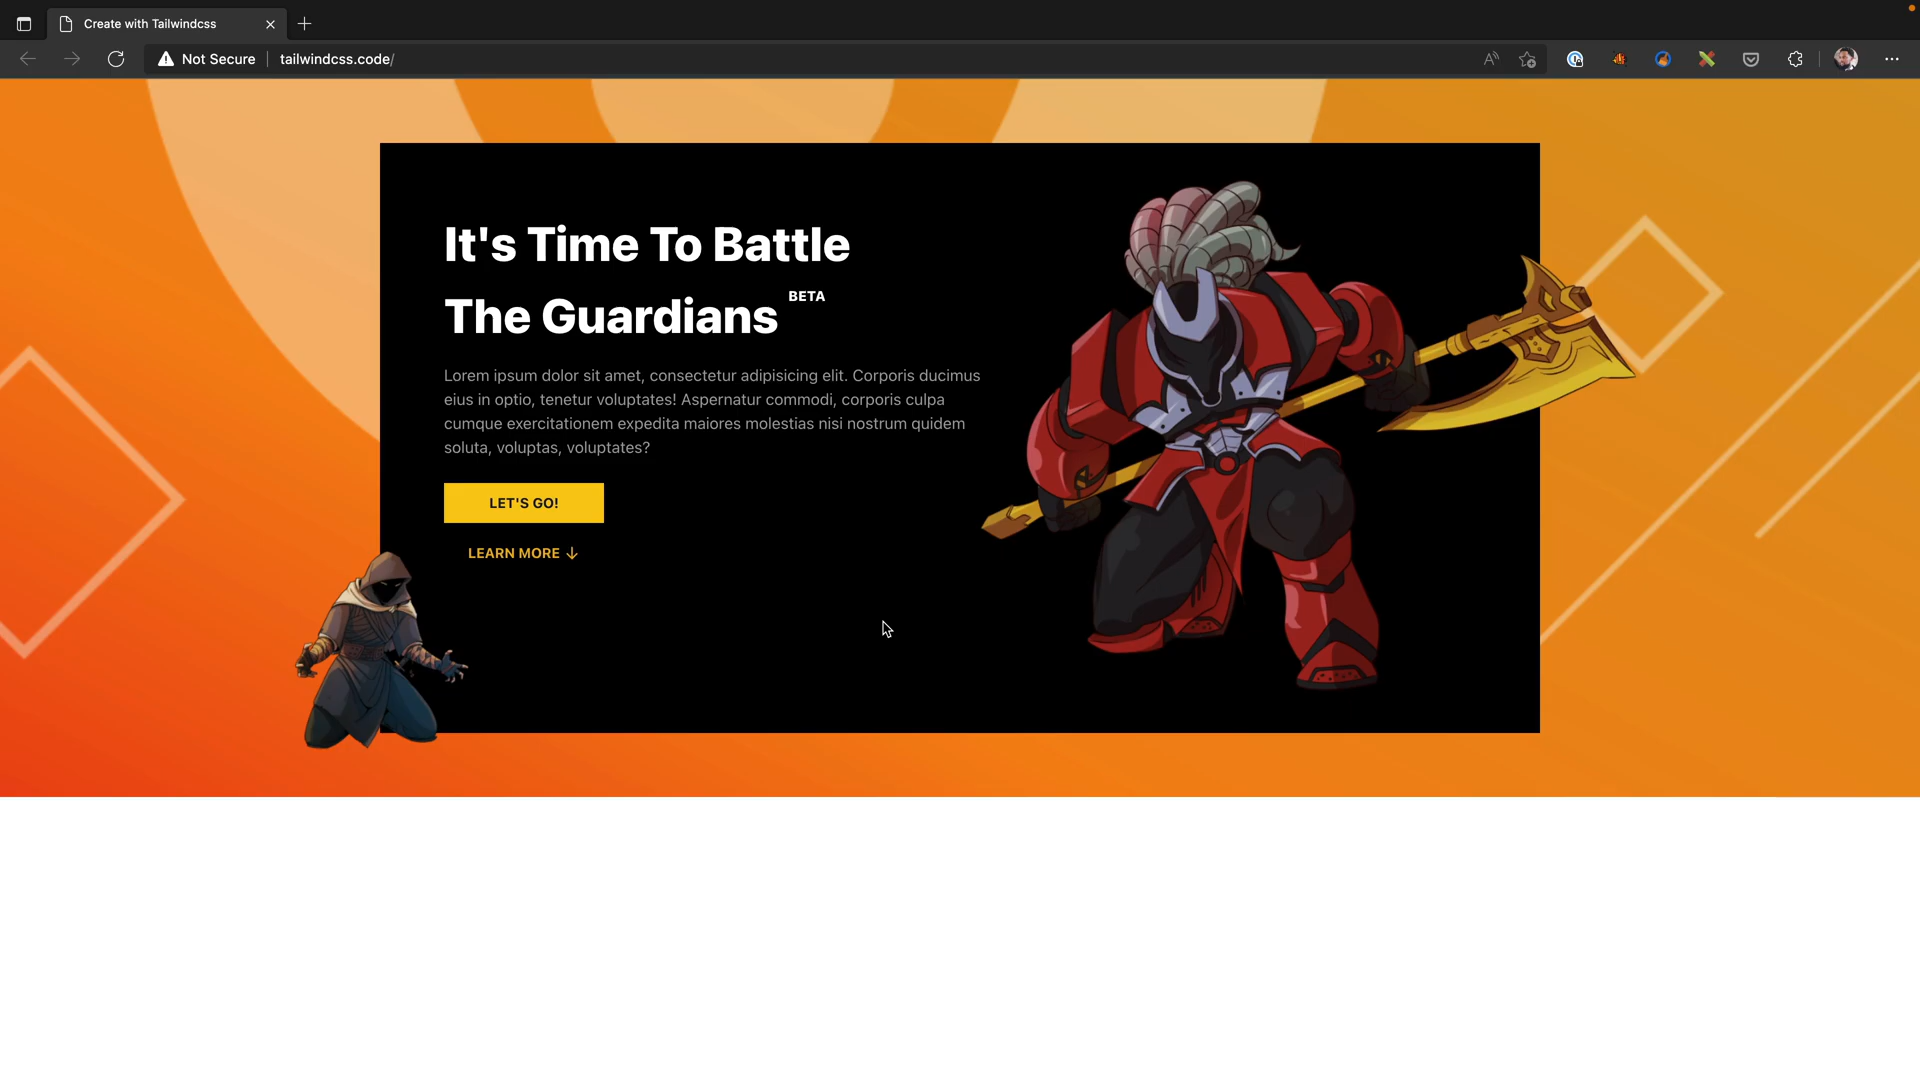 Create with Tailwindcss
Not Secure
tailwindcss.code/
It's Time To Battle
The Guardians BETA
Lorem ipsum dolor sit amet, consectetur adipisicing elit. Corporis ducimus
eius in optio, tenetur voluptates! Aspernatur commodi, corporis culpa
cumque exercitationem expedita maiores molestias nisi nostrum quidem
soluta, voluptas, voluptates?
LET'S GO!
LEARN MORE ↓